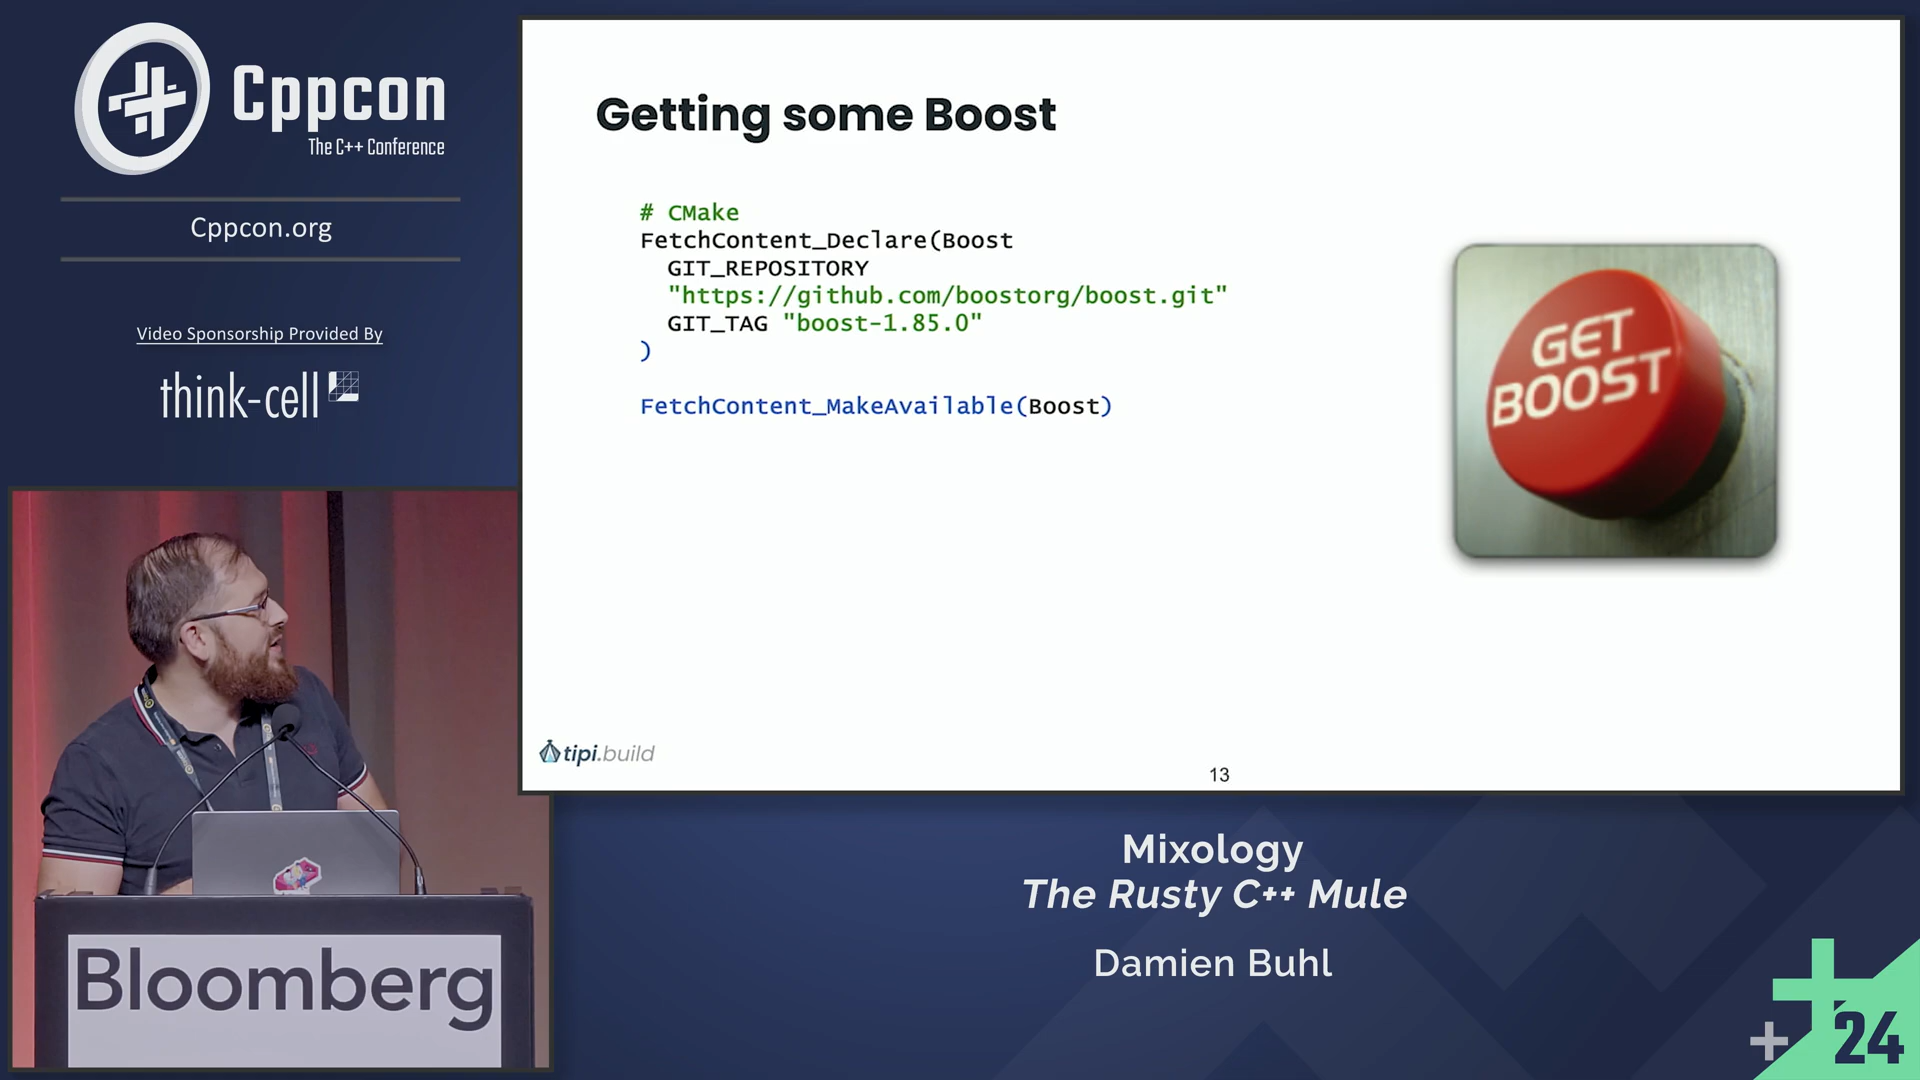 Cppcon
The C++ Conference
Cppcon.org
Video Sponsorship Provided By
think-cell
Getting some Boost
# CMake
FetchContent_Declare(Boost
GIT_REPOSITORY
"https://github.com/boostorg/boost.git"
GIT_TAG "boost-1.85.0"
)
FetchContent_MakeAvailable(Boost)
GET
BOOST
tipi.build
13
Bloomberg
Mixology
The Rusty C++ Mule
Damien Buhl
24